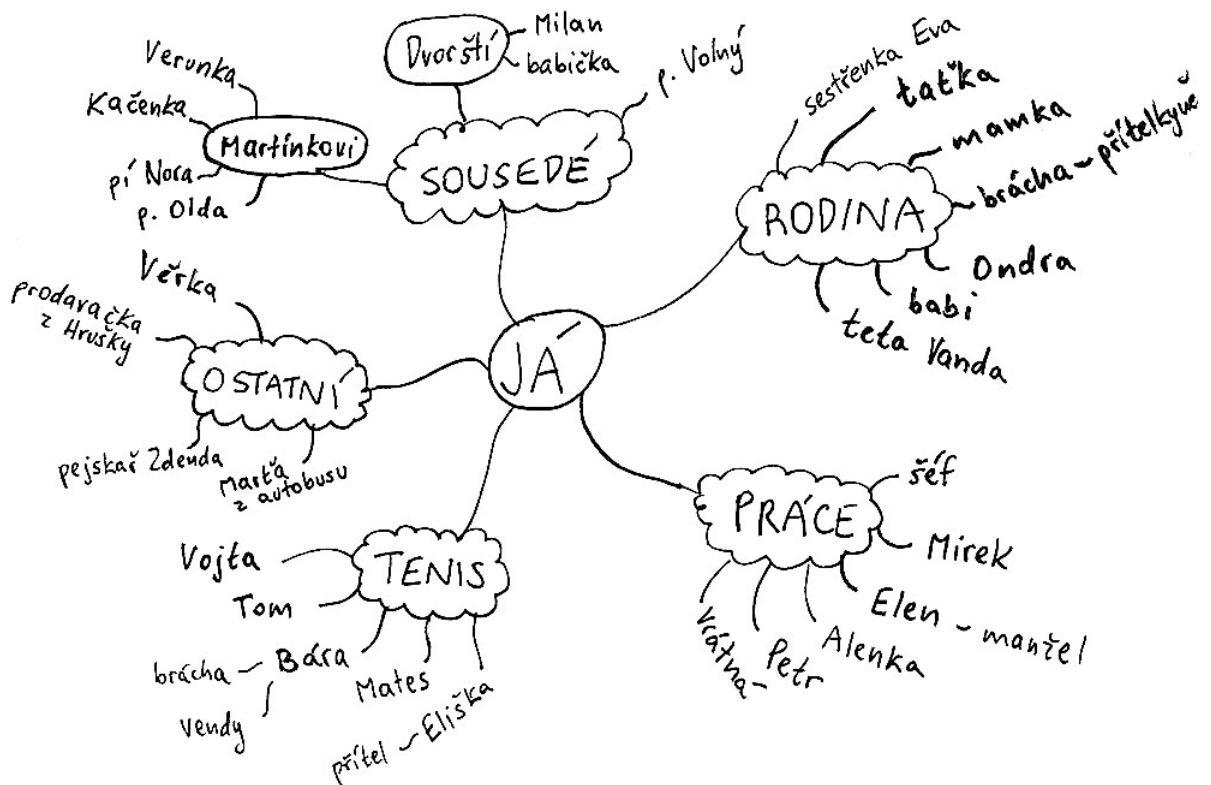 Dvorští
Milan
babička
p. Volný
Verunka
Kačenka
Martínkovi
pí Nora
p. Olda
SOUSEDÉ
sestřenka Eva
taťka
mamka
brácha – přítelkyně
RODINA
Ondra
babi
teta Vanda
Věrka
prodavačka
z Hrušky
OSTATNÍ
pejskař Zdenda
Marťa
z autobusu
JÁ
PRÁCE
šéf
Mirek
Elen – manžel
Alenka
Petr
vrátná
TENIS
Vojta
Tom
brácha – Bára
Vendy
Mates
přítel – Eliška